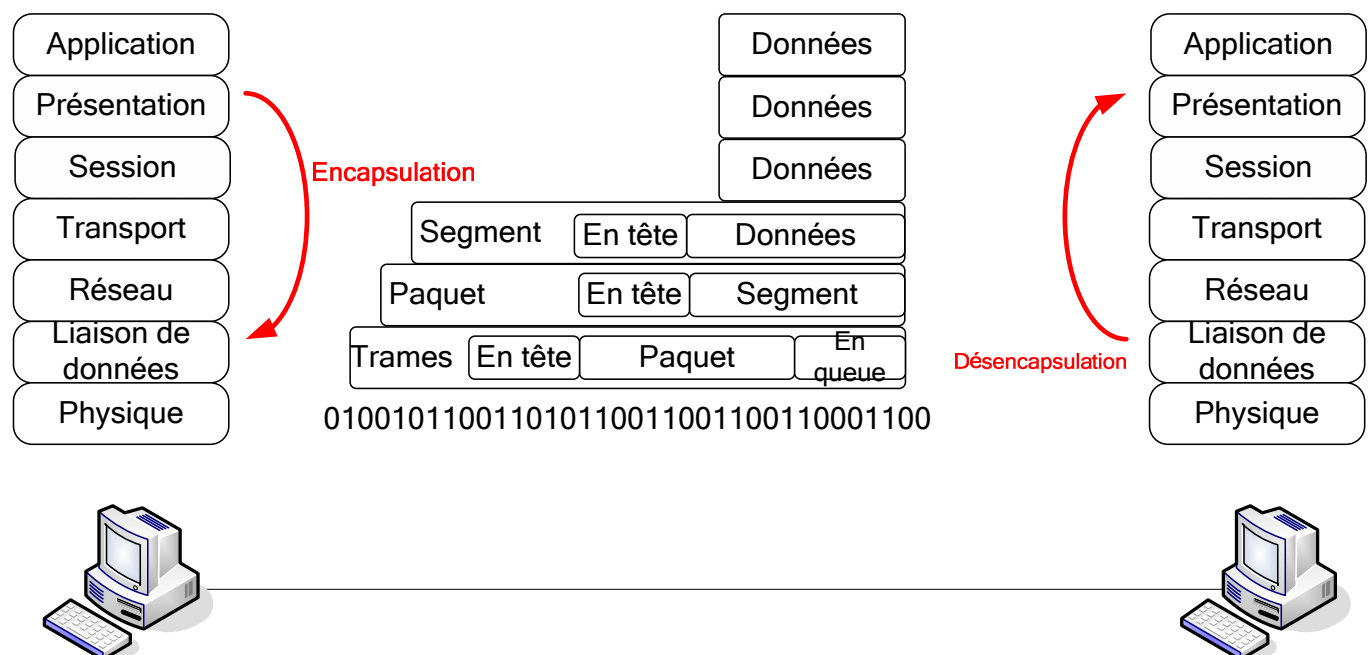 Application
Présentation
Session
Transport
Réseau
Liaison de
données
Physique
Encapsulation
Données
Données
Données
Segment En tête Données
Paquet En tête Segment
Trames En tête Paquet En
queue
01001011001101011001100110011000 1100
Désencapsulation
Application
Présentation
Session
Transport
Réseau
Liaison de
données
Physique